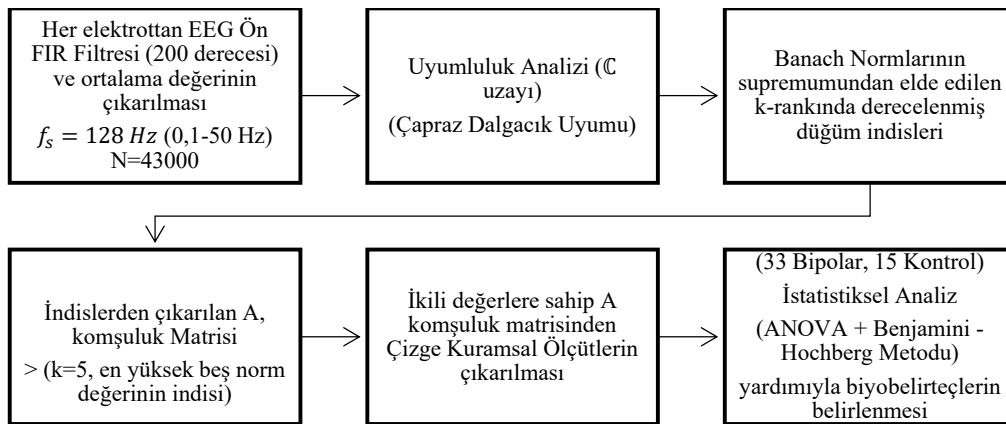 Her elektrottan EEG Ön
FIR Filtresi (200 derecesi)
ve ortalama değerinin
çıkarılması
f_s = 128 Hz (0,1-50 Hz)
N=43000
Uyumluluk Analizi (ℂ
uzayı)
(Çapraz Dalgacık Uyumu)
Banach Normlarının
supremumundan elde edilen
k-rankında derecelenmiş
düğüm indisleri
İndislerden çıkarılan A,
komşuluk Matrisi
> (k=5, en yüksek beş norm
değerinin indisi)
İkili değerlere sahip A
komşuluk matrisinden
Çizge Kuramsal Ölçütlerin
çıkarılması
(33 Bipolar, 15 Kontrol)
İstatistiksel Analiz
(ANOVA + Benjamini -
Hochberg Metodu)
yardımıyla biyobelirteçlerin
belirlenmesi